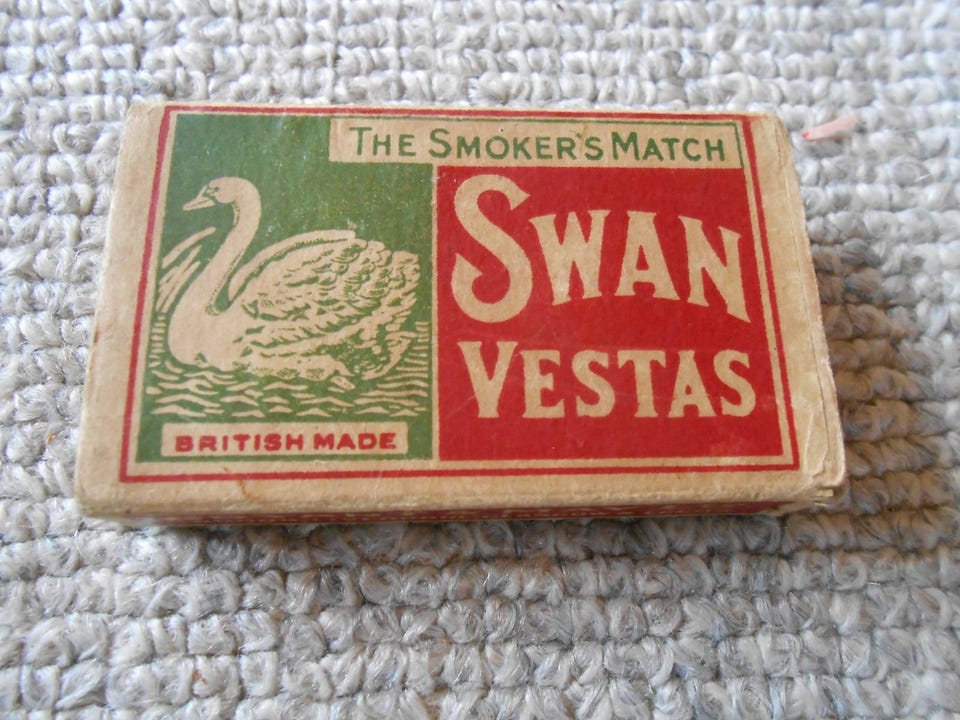 THE SMOKER'S MATCH
SWAN
VESTAS
BRITISH MADE